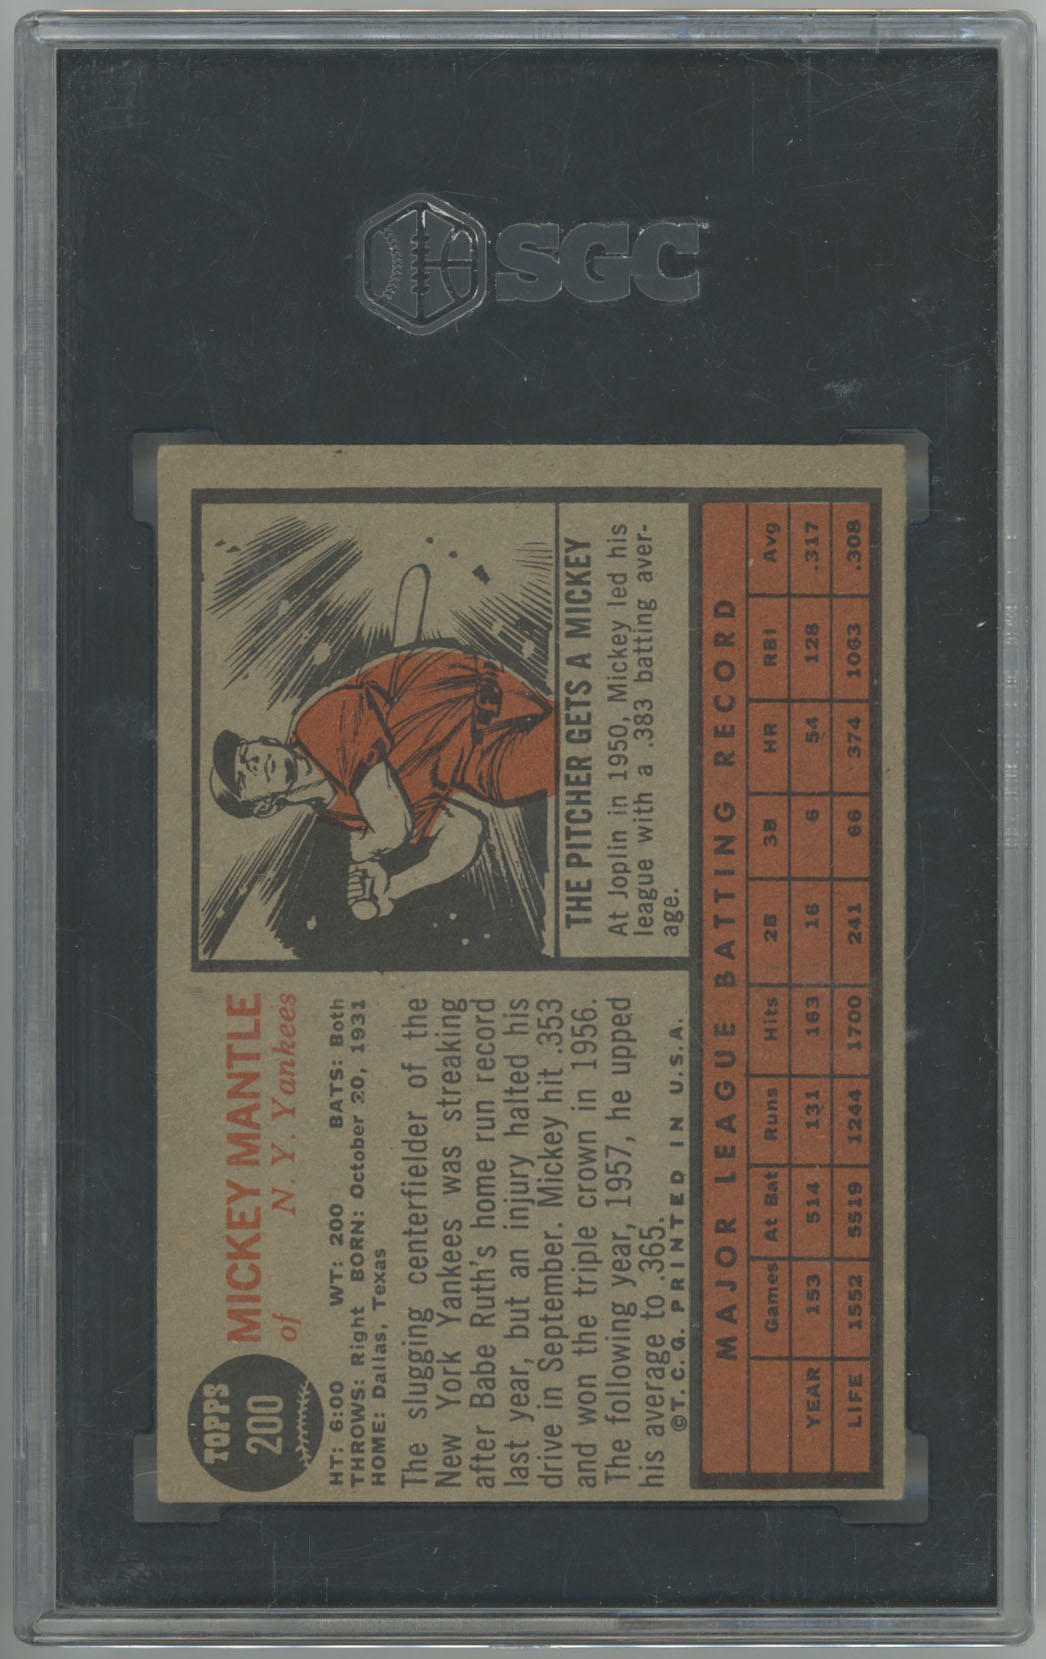 SGC
TOPPS
200
MICKEY MANTLE
of N. Y. Yankees
HT: 6:00 WT: 200 BATS: Both
THROWS: Right BORN: October 20, 1931
HOME: Dallas, Texas
The slugging centerfielder of the
New York Yankees was streaking
after Babe Ruth's home run record
last year, but an injury halted his
drive in September. Mickey hit .353
and won the triple crown in 1956.
The following year, 1957, he upped
his average to .365.
©T.C.G. PRINTED IN U.S.A.
THE PITCHER GETS A MICKEY
At Joplin in 1950, Mickey led his
league with a .383 batting aver-
age.
MAJOR LEAGUE BATTING RECORD
Games At Bat Runs Hits 2B 3B HR RBI Avg
YEAR 153 514 131 163 16 6 54 128 .317
LIFE 1552 5519 1244 1700 241 66 374 1063 .308